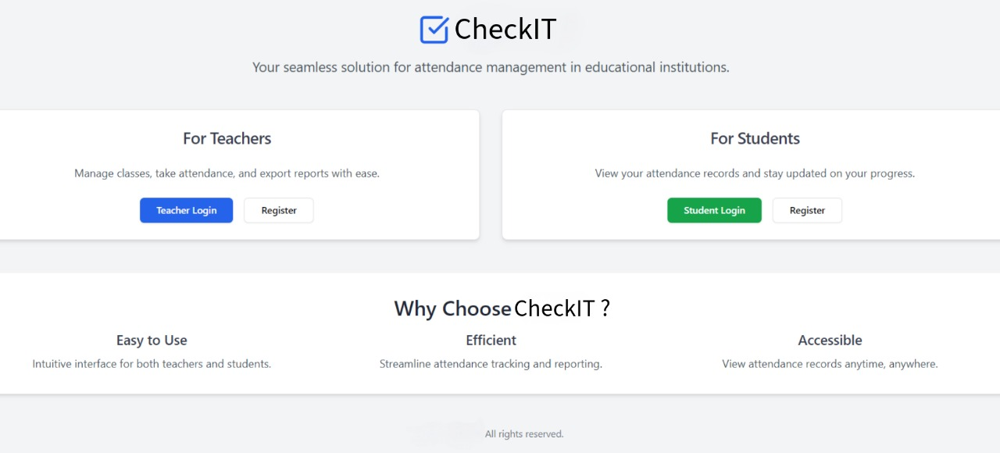 CheckIT
Your seamless solution for attendance management in educational institutions.
For Teachers
Manage classes, take attendance, and export reports with ease.
Teacher Login
Register
For Students
View your attendance records and stay updated on your progress.
Student Login
Register
Why Choose CheckIT ?
Easy to Use
Intuitive interface for both teachers and students.
Efficient
Streamline attendance tracking and reporting.
Accessible
View attendance records anytime, anywhere.
All rights reserved.